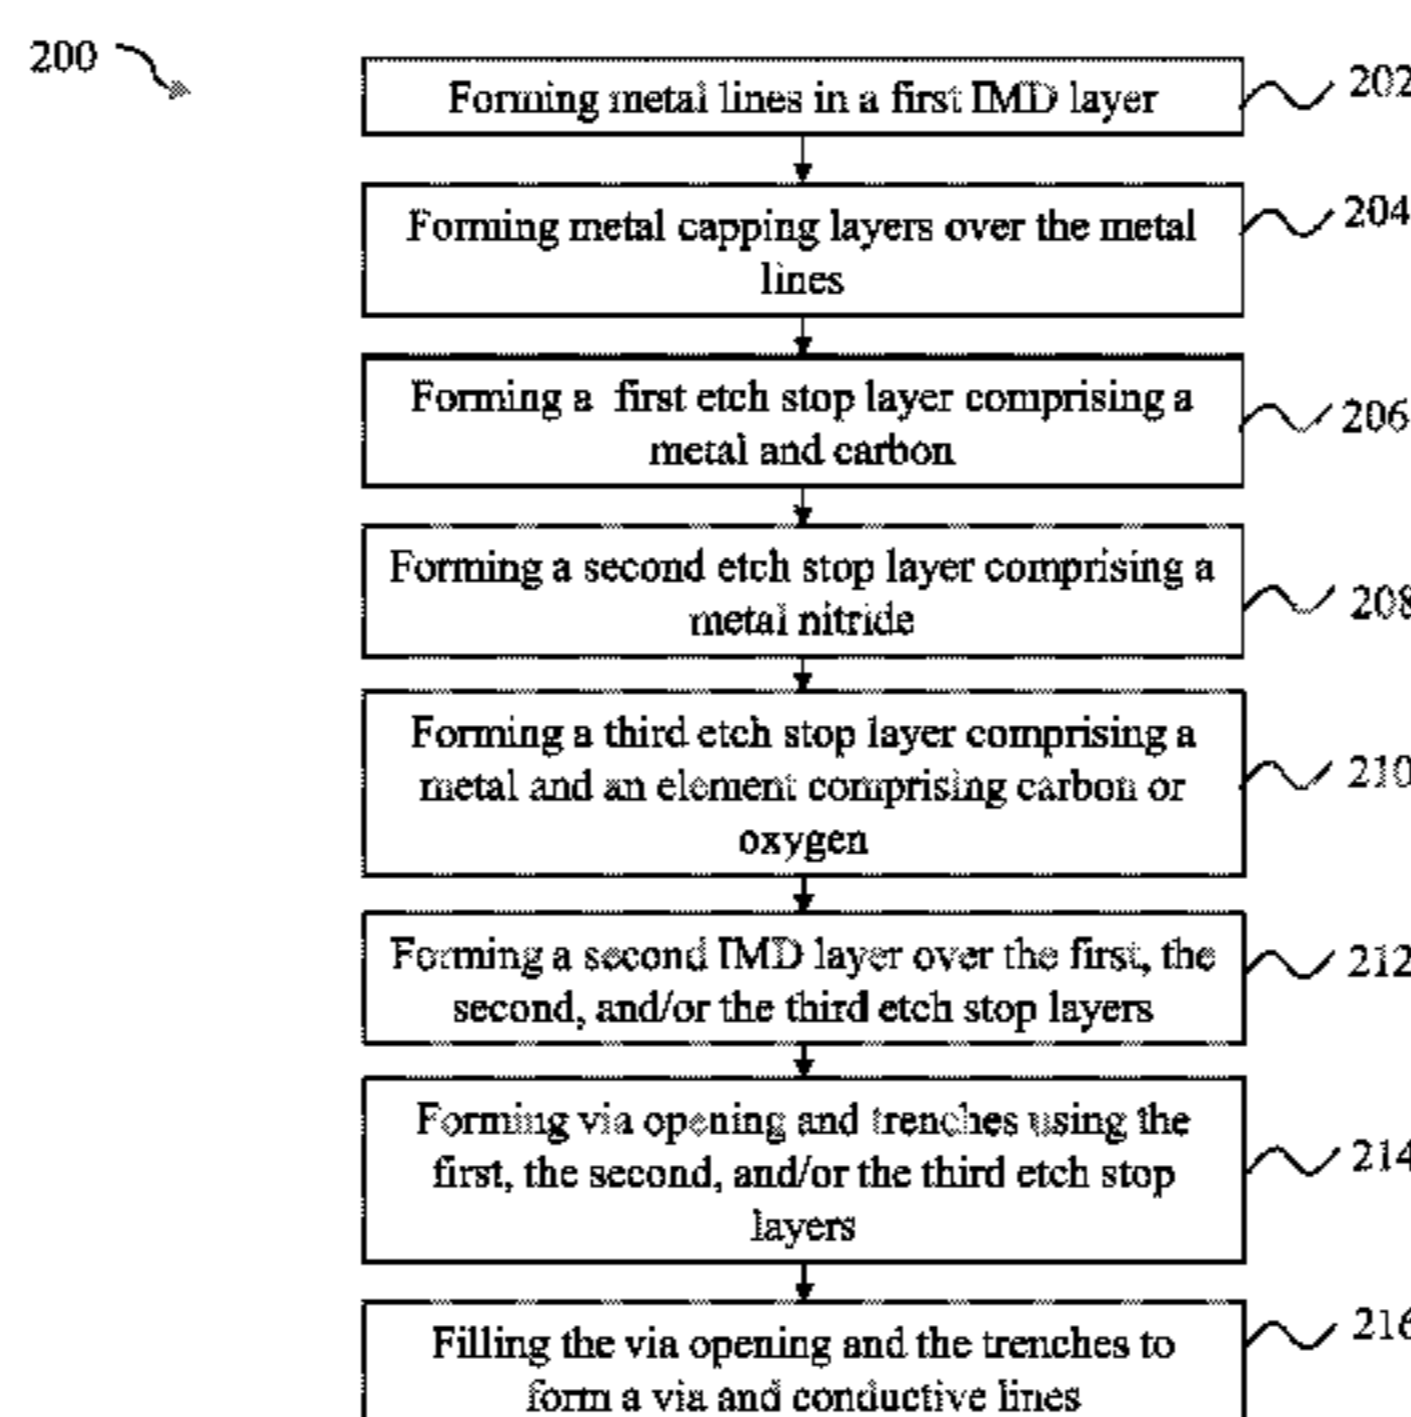 200
Forming metal lines in a first IMD layer
202
Forming metal capping layers over the metal
lines
204
Forming a first etch stop layer comprising a
metal and carbon
206
Forming a second etch stop layer comprising a
metal nitride
208
Forming a third etch stop layer comprising a
metal and an element comprising carbon or
oxygen
210
Forming a second IMD layer over the first, the
second, and/or the third etch stop layers
212
Forming via opening and trenches using the
first, the second, and/or the third etch stop
layers
214
Filling the via opening and the trenches to
form a via and conductive lines
216